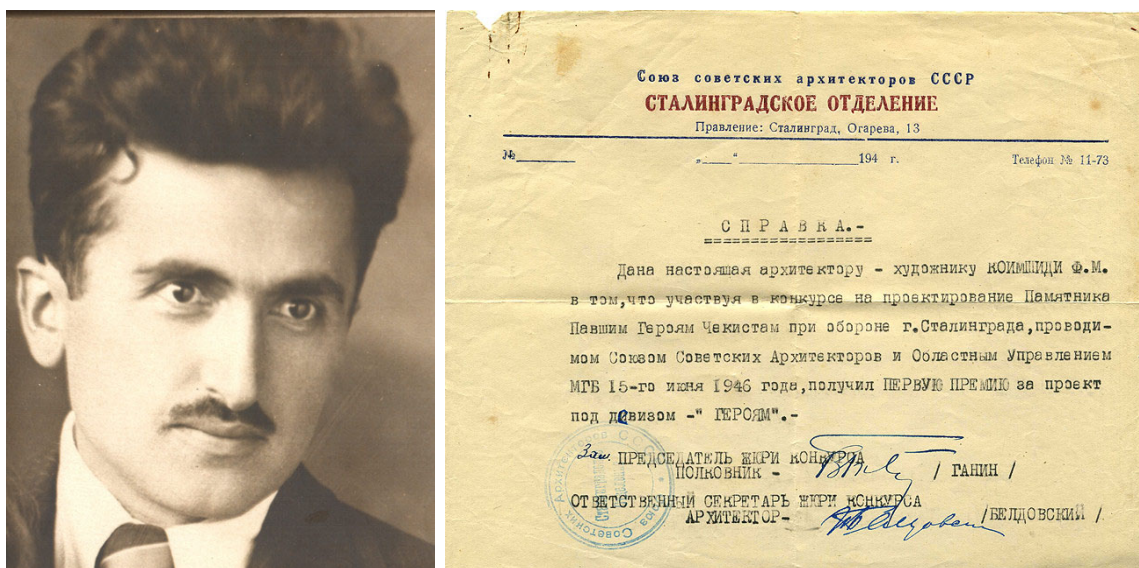 Союз советских архитекторов СССР
СТАЛИНГРАДСКОЕ ОТДЕЛЕНИЕ
Правление: Сталинград, Огарева, 13
№ „ “ 194 г. Телефон № 11-73
СПРАВКА.-
Дана настоящая архитектору - художнику КОИМШИДИ Ф.М.
в том,что участвуя в конкурсе на проектирование Памятника
Павшим Героям Чекистам при обороне г.Сталинграда,проводи-
мом Союзом Советских Архитекторов и Областным Управлением
МГБ 15-го июня 1946 года,получил ПЕРВУЮ ПРЕМИЮ за проект
под девизом -" ГЕРОЯМ".-
Зам. ПРЕДСЕДАТЕЛЬ ЖЮРИ КОНКУРСА
ПОЛКОВНИК - / ГАНИН /
ОТВЕТСТВЕННЫЙ СЕКРЕТАРЬ ЖЮРИ КОНКУРСА
АРХИТЕКТОР- /БЕЛДОВСКИЙ /